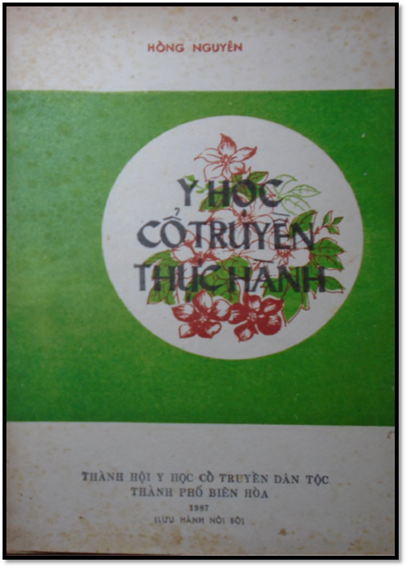 HỒNG NGUYÊN
Y HỌC
CỔ TRUYỀN
THỰC HÀNH
THÀNH HỘI Y HỌC CỔ TRUYỀN DÂN TỘC
THÀNH PHỐ BIÊN HÒA
1987
(LƯU HÀNH NỘI BỘ)